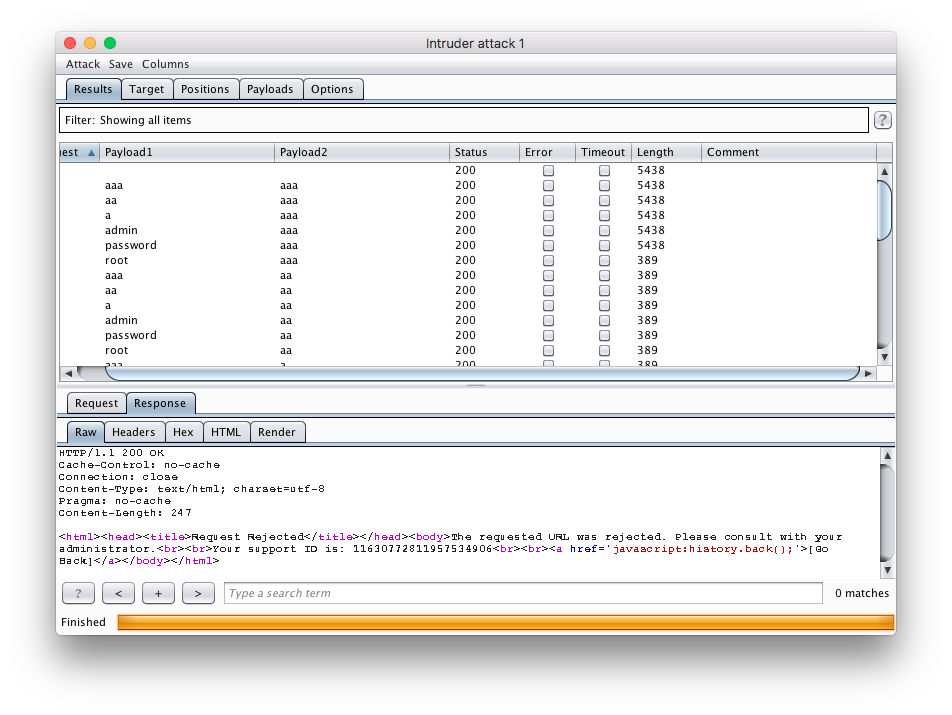 Intruder attack 1
Attack Save Columns
Results Target Positions Payloads Options
Filter: Showing all items ?
est ▲ Payload1 Payload2 Status Error Timeout Length Comment
200 5438
aaa aaa 200 5438
aa aaa 200 5438
a aaa 200 5438
admin aaa 200 5438
password aaa 200 5438
root aaa 200 389
aaa aa 200 389
aa aa 200 389
a aa 200 389
admin aa 200 389
password aa 200 389
root aa 200 389
aaa a 200 389
Request Response
Raw Headers Hex HTML Render
HTTP/1.1 200 OK
Cache-Control: no-cache
Connection: close
Content-Type: text/html; charset=utf-8
Pragma: no-cache
Content-Length: 247
<html><head><title>Request Rejected</title></head><body>The requested URL was rejected. Please consult with your
administrator.<br><br>Your support ID is: 11630772811957534906<br><br><a href='javascript:history.back();'>[Go
Back]</a></body></html>
? < + > Type a search term 0 matches
Finished